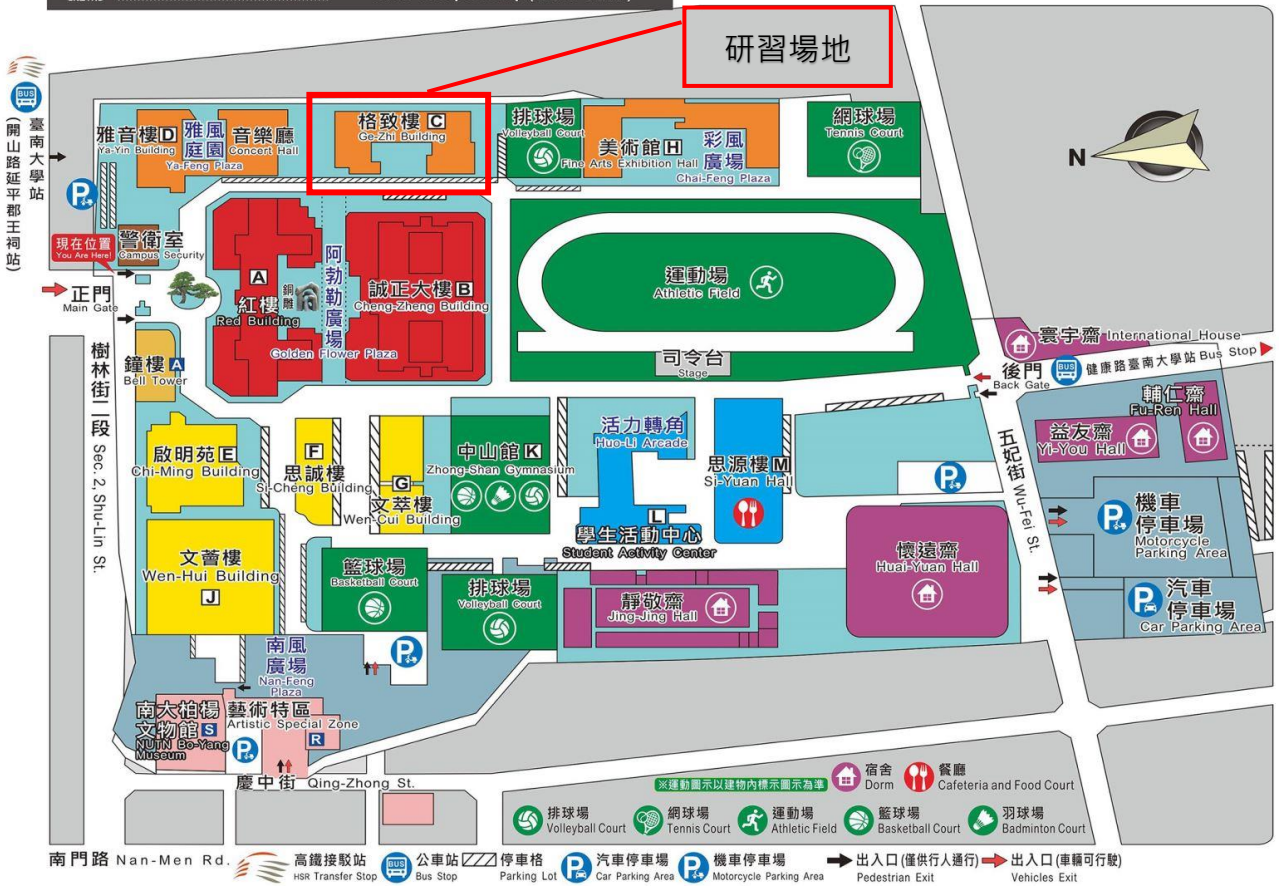 研習場地
臺南大學站
(開山路延平郡王祠站)
BUS
雅音樓D
Ya-Yin Building
雅風
庭園
Ya-Feng Plaza
音樂廳
Concert Hall
格致樓 C
Ge-Zhi Building
排球場
Volleyball Court
美術館H
Fine Arts Exhibition Hall
彩風
廣場
Chai-Feng Plaza
網球場
Tennis Court
N
P
現在位置
You Are Here!
警衛室
Campus Security
正門
Main Gate
A
紅樓
Red Building
銅雕
阿勃勒廣場
Golden Flower Plaza
誠正大樓B
Cheng-Zheng Building
運動場
Athletic Field
司令台
Stage
寰宇齋 International House
後門
Back Gate
BUS
健康路臺南大學站 Bus Stop
樹林街二段 Sec. 2, Shu-Lin St.
鐘樓A
Bell Tower
啟明苑E
Chi-Ming Building
F
思誠樓
Si-Cheng Building
G
文萃樓
Wen-Cui Building
中山館K
Zhong-Shan Gymnasium
活力轉角
Huo-Li Arcade
L
學生活動中心
Student Activity Center
思源樓M
Si-Yuan Hall
P
五妃街 Wu-Fei St.
輔仁齋
Fu-Ren Hall
益友齋
Yi-You Hall
P
機車
停車場
Motorcycle
Parking Area
P
汽車
停車場
Car Parking Area
文薈樓
Wen-Hui Building
J
籃球場
Basketball Court
排球場
Volleyball Court
靜敬齋
Jing-Jing Hall
懷遠齋
Huai-Yuan Hall
P
南風
廣場
Nan-Feng
Plaza
南大柏楊
文物館 S
NUTN Bo-Yang
Museum
藝術特區
Artistic Special Zone
R
P
慶中街 Qing-Zhong St.
※運動圖示以建物內標示圖示為準
宿舍
Dorm
餐廳
Cafeteria and Food Court
排球場
Volleyball Court
網球場
Tennis Court
運動場
Athletic Field
籃球場
Basketball Court
羽球場
Badminton Court
南門路 Nan-Men Rd.
高鐵接駁站
HSR Transfer Stop
BUS
公車站
Bus Stop
停車格
Parking Lot
P
汽車停車場
Car Parking Area
P
機車停車場
Motorcycle Parking Area
出入口(僅供行人通行)
Pedestrian Exit
出入口(車輛可行駛)
Vehicles Exit